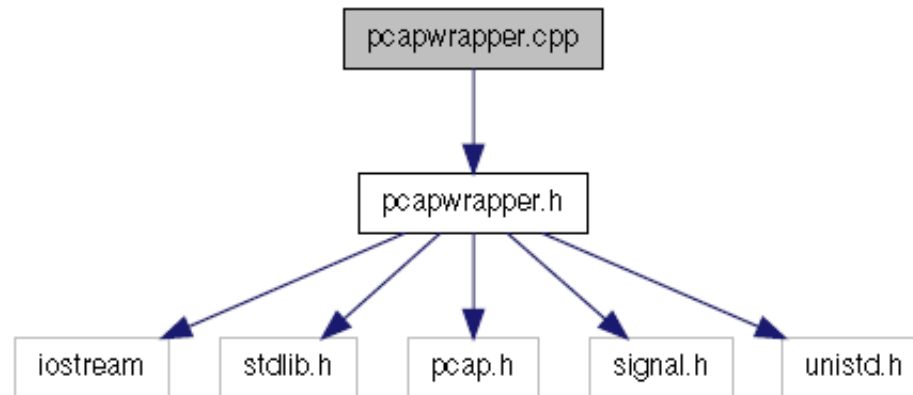 pcapwrapper.cpp
pcapwrapper.h
iostream
stdlib.h
pcap.h
signal.h
unistd.h